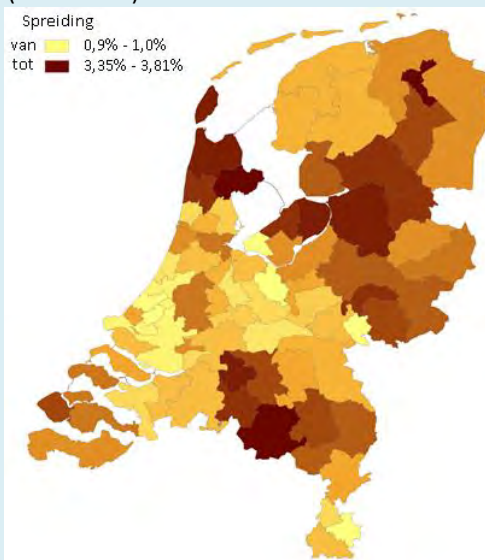 Spreiding
van 0,9% - 1,0%
tot 3,35% - 3,81%